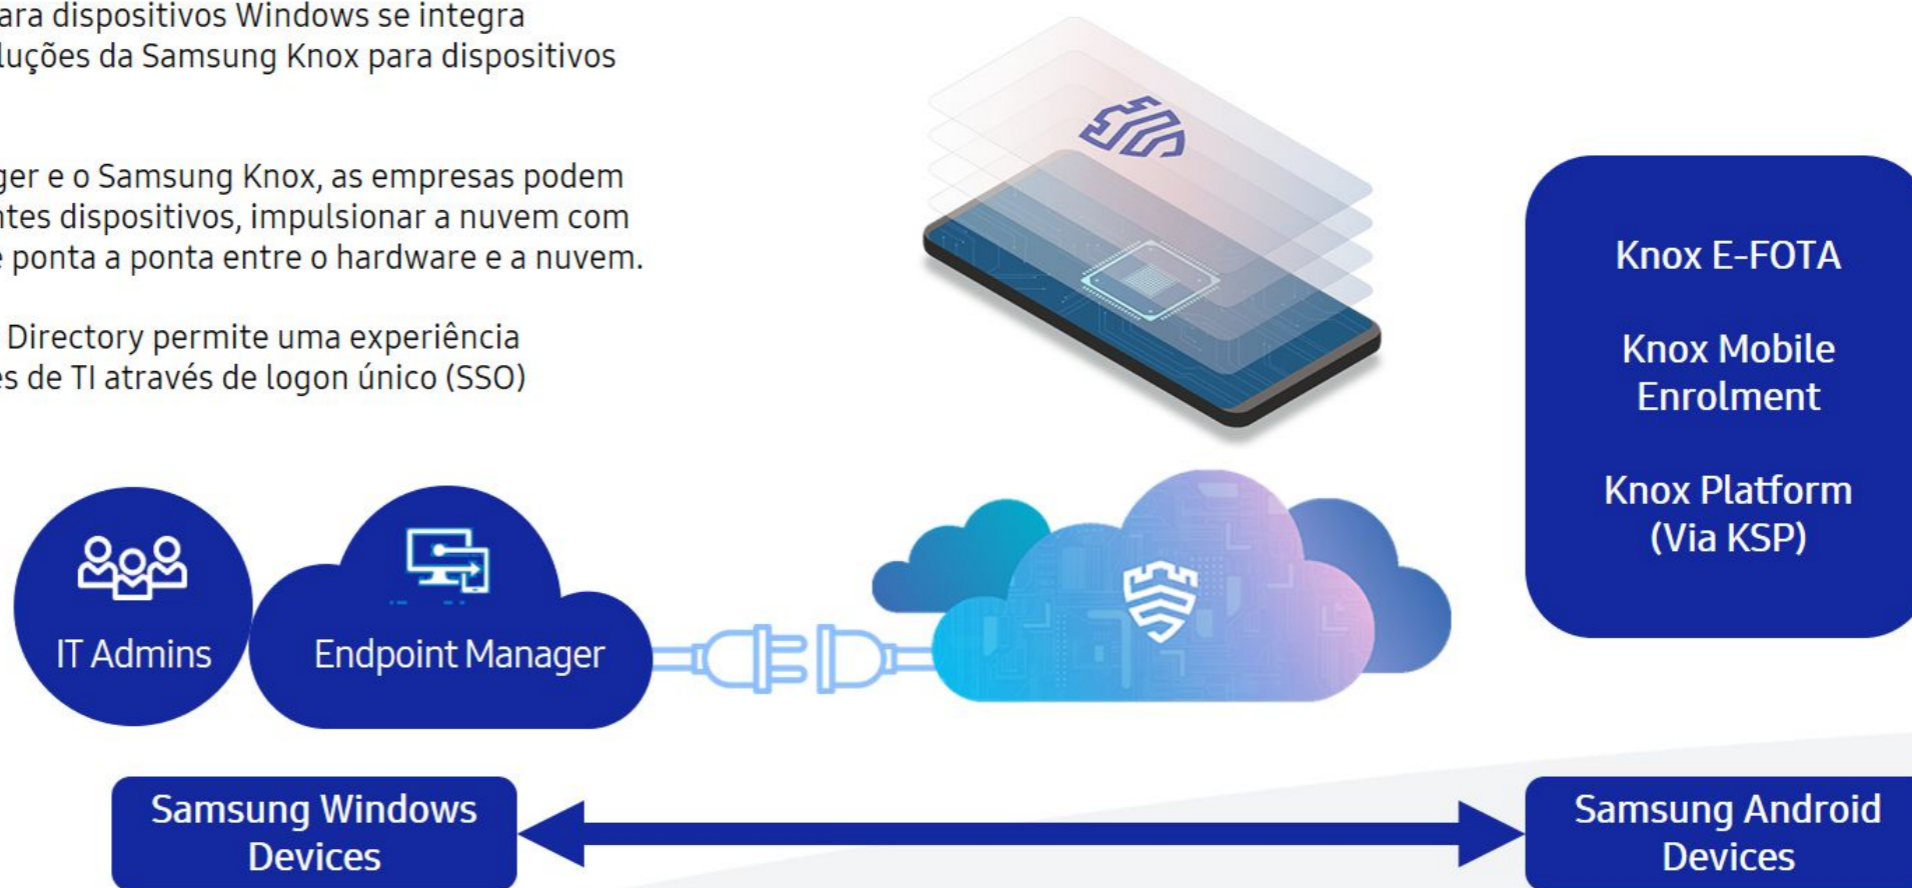 para dispositivos Windows se integra
luções da Samsung Knox para dispositivos
ger e o Samsung Knox, as empresas podem
ntes dispositivos, impulsionar a nuvem com
e ponta a ponta entre o hardware e a nuvem.
Directory permite uma experiência
es de TI através de logon único (SSO)
Knox E-FOTA
Knox Mobile
Enrolment
Knox Platform
(Via KSP)
IT Admins
Endpoint Manager
Samsung Windows
Devices
Samsung Android
Devices